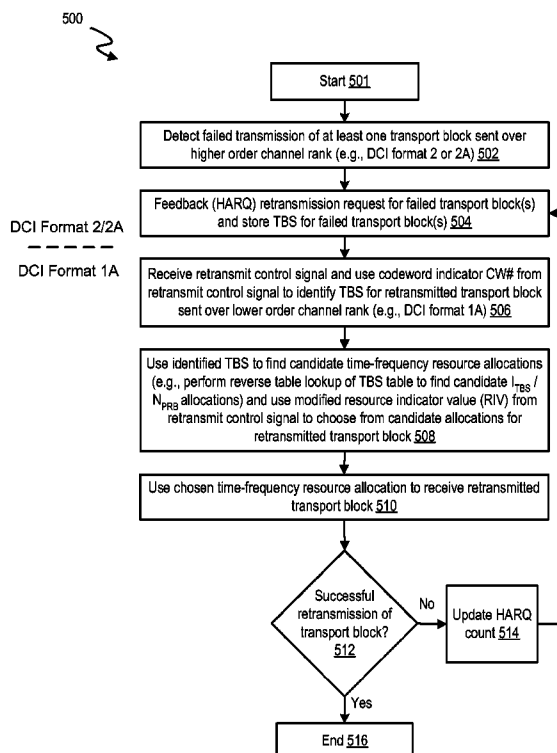 500
Start 501
Detect failed transmission of at least one transport block sent over
higher order channel rank (e.g., DCI format 2 or 2A) 502
Feedback (HARQ) retransmission request for failed transport block(s)
and store TBS for failed transport block(s) 504
DCI Format 2/2A
DCI Format 1A
Receive retransmit control signal and use codeword indicator CW# from
retransmit control signal to identify TBS for retransmitted transport block
sent over lower order channel rank (e.g., DCI format 1A) 506
Use identified TBS to find candidate time-frequency resource allocations
(e.g., perform reverse table lookup of TBS table to find candidate ITBS /
NPRB allocations) and use modified resource indicator value (RIV) from
retransmit control signal to choose from candidate allocations for
retransmitted transport block 508
Use chosen time-frequency resource allocation to receive retransmitted
transport block 510
Successful
retransmission of
transport block?
512
No
Update HARQ
count 514
Yes
End 516